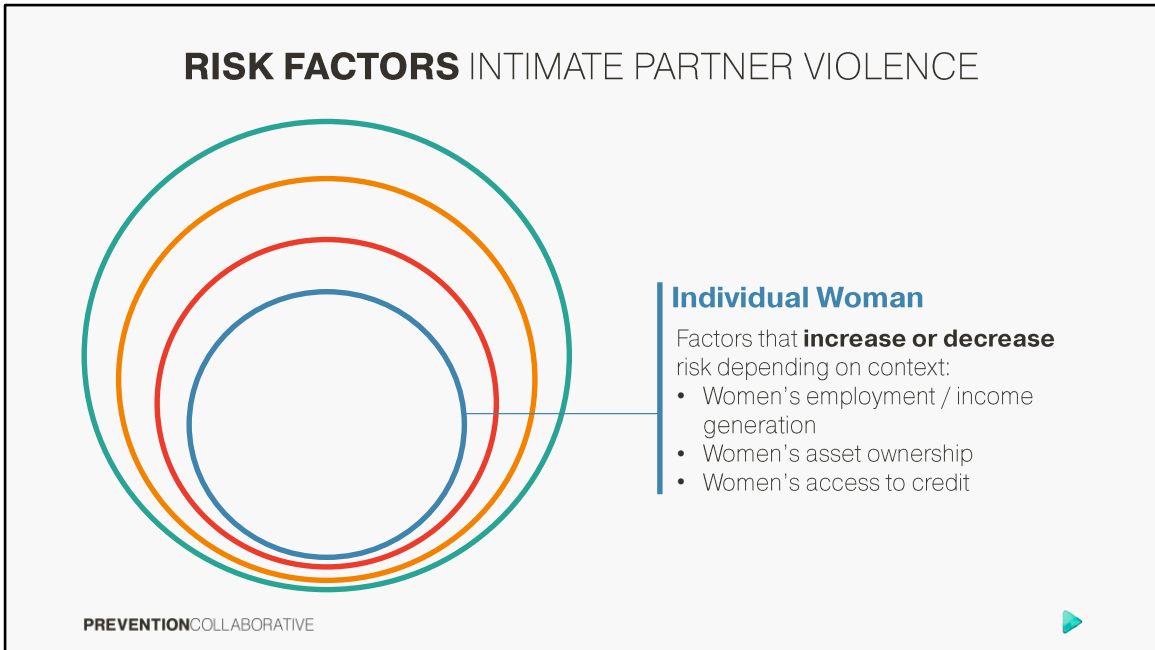 RISK FACTORS INTIMATE PARTNER VIOLENCE
Individual Woman
Factors that increase or decrease
risk depending on context:
• Women’s employment / income
generation
• Women’s asset ownership
• Women’s access to credit
PREVENTIONCOLLABORATIVE